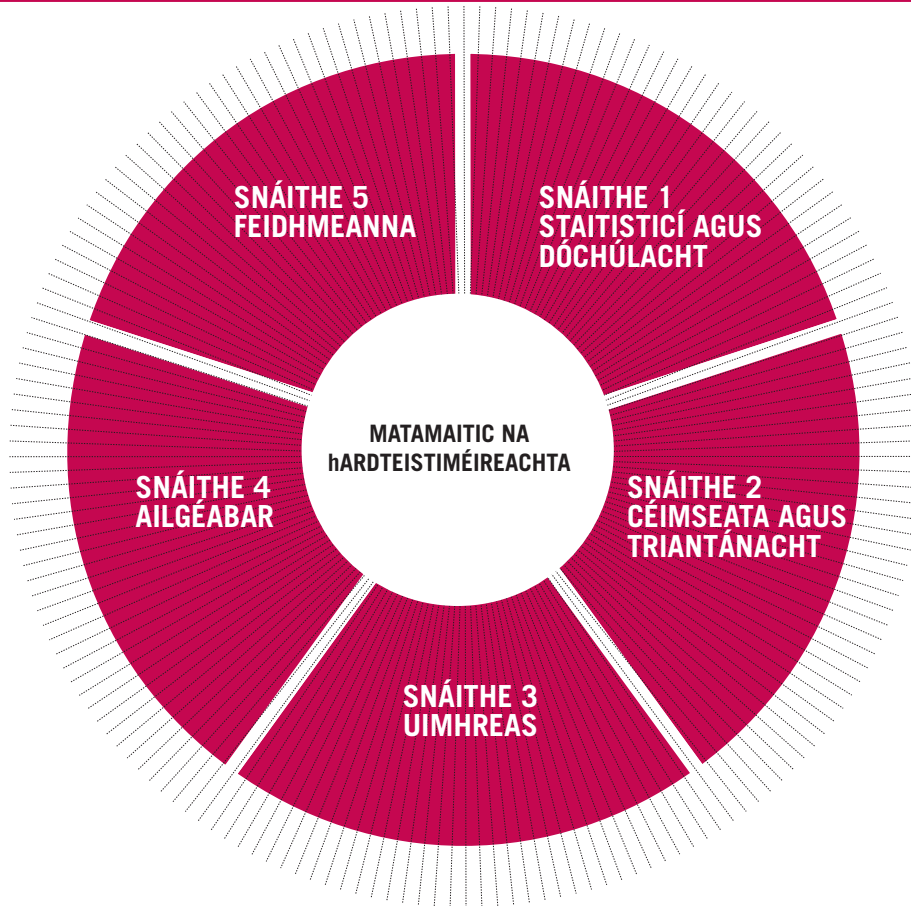 SNÁITHE 5
FEIDHMEANNA
SNÁITHE 1
STAITISTICÍ AGUS
DÓCHÚLACHT
MATAMAITIC NA
hARDTEISTIMÉIREACHTA
SNÁITHE 4
AILGÉABAR
SNÁITHE 2
CÉIMSEATA AGUS
TRIANTÁNACHT
SNÁITHE 3
UIMHREAS